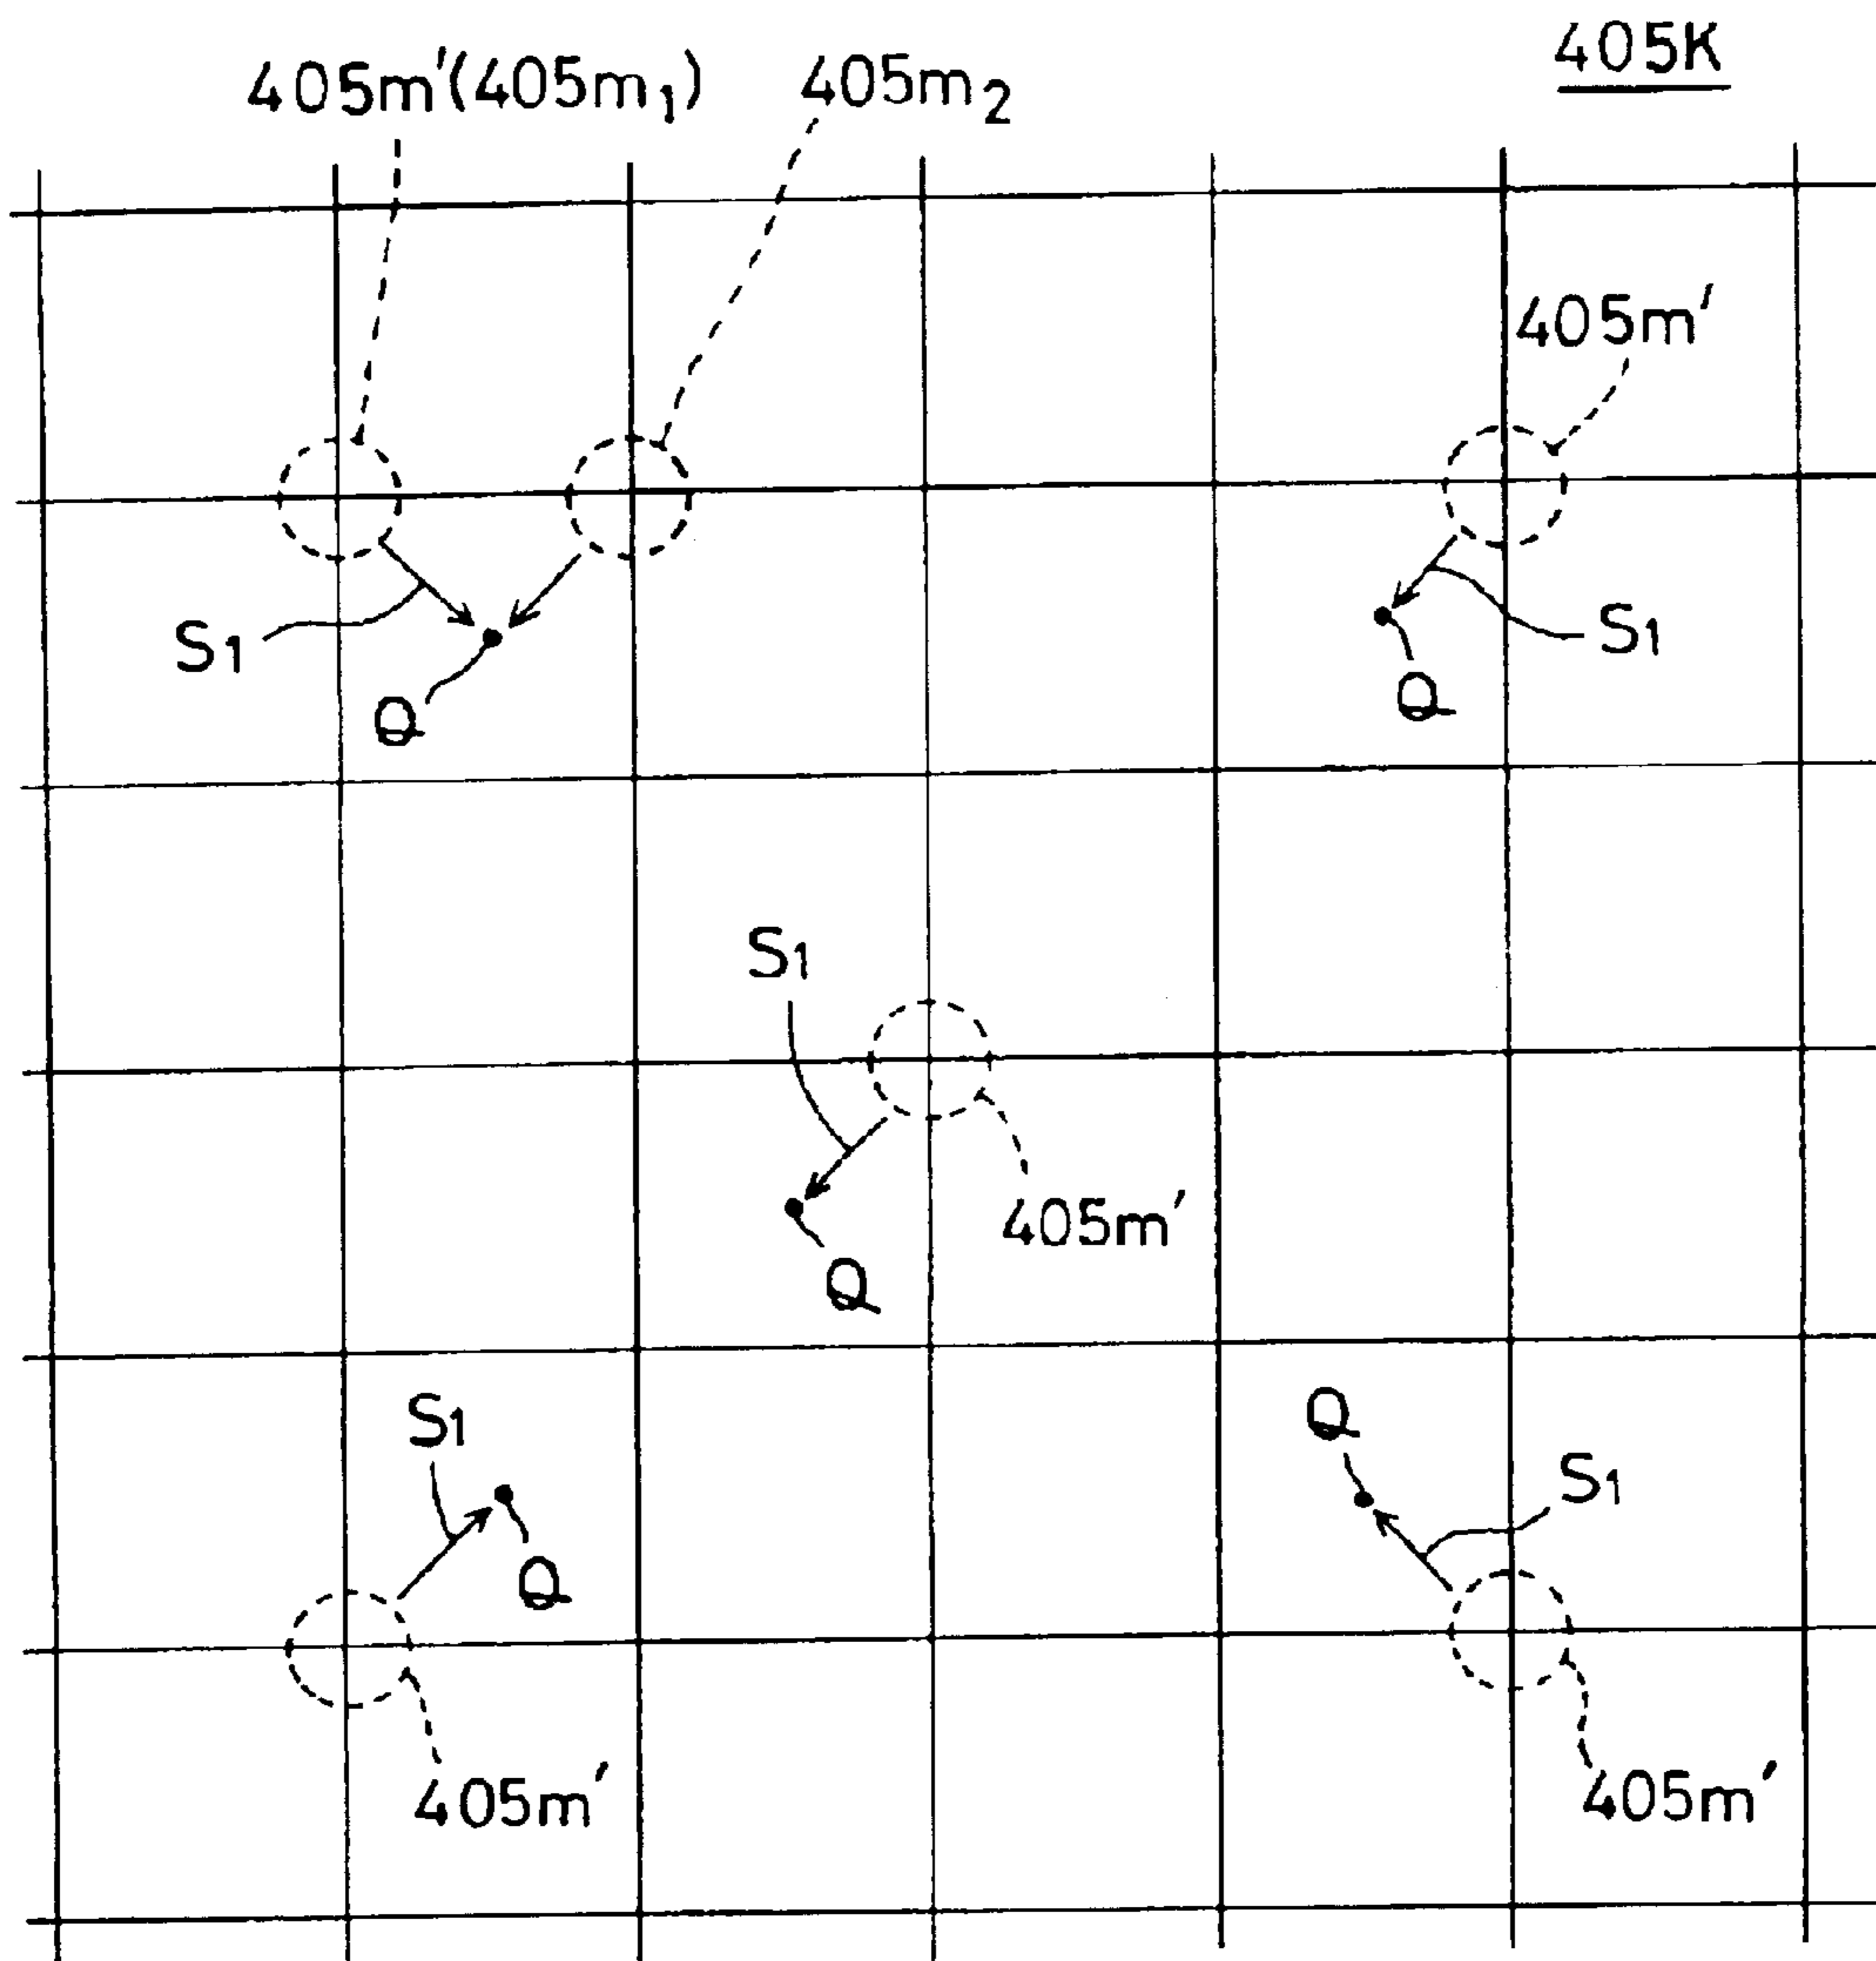 405K
405m'(405m₁) 405m₂
405m'
S₁ Q Q S₁
S₁
405m'
Q
S₁ Q S₁
Q
405m' 405m'